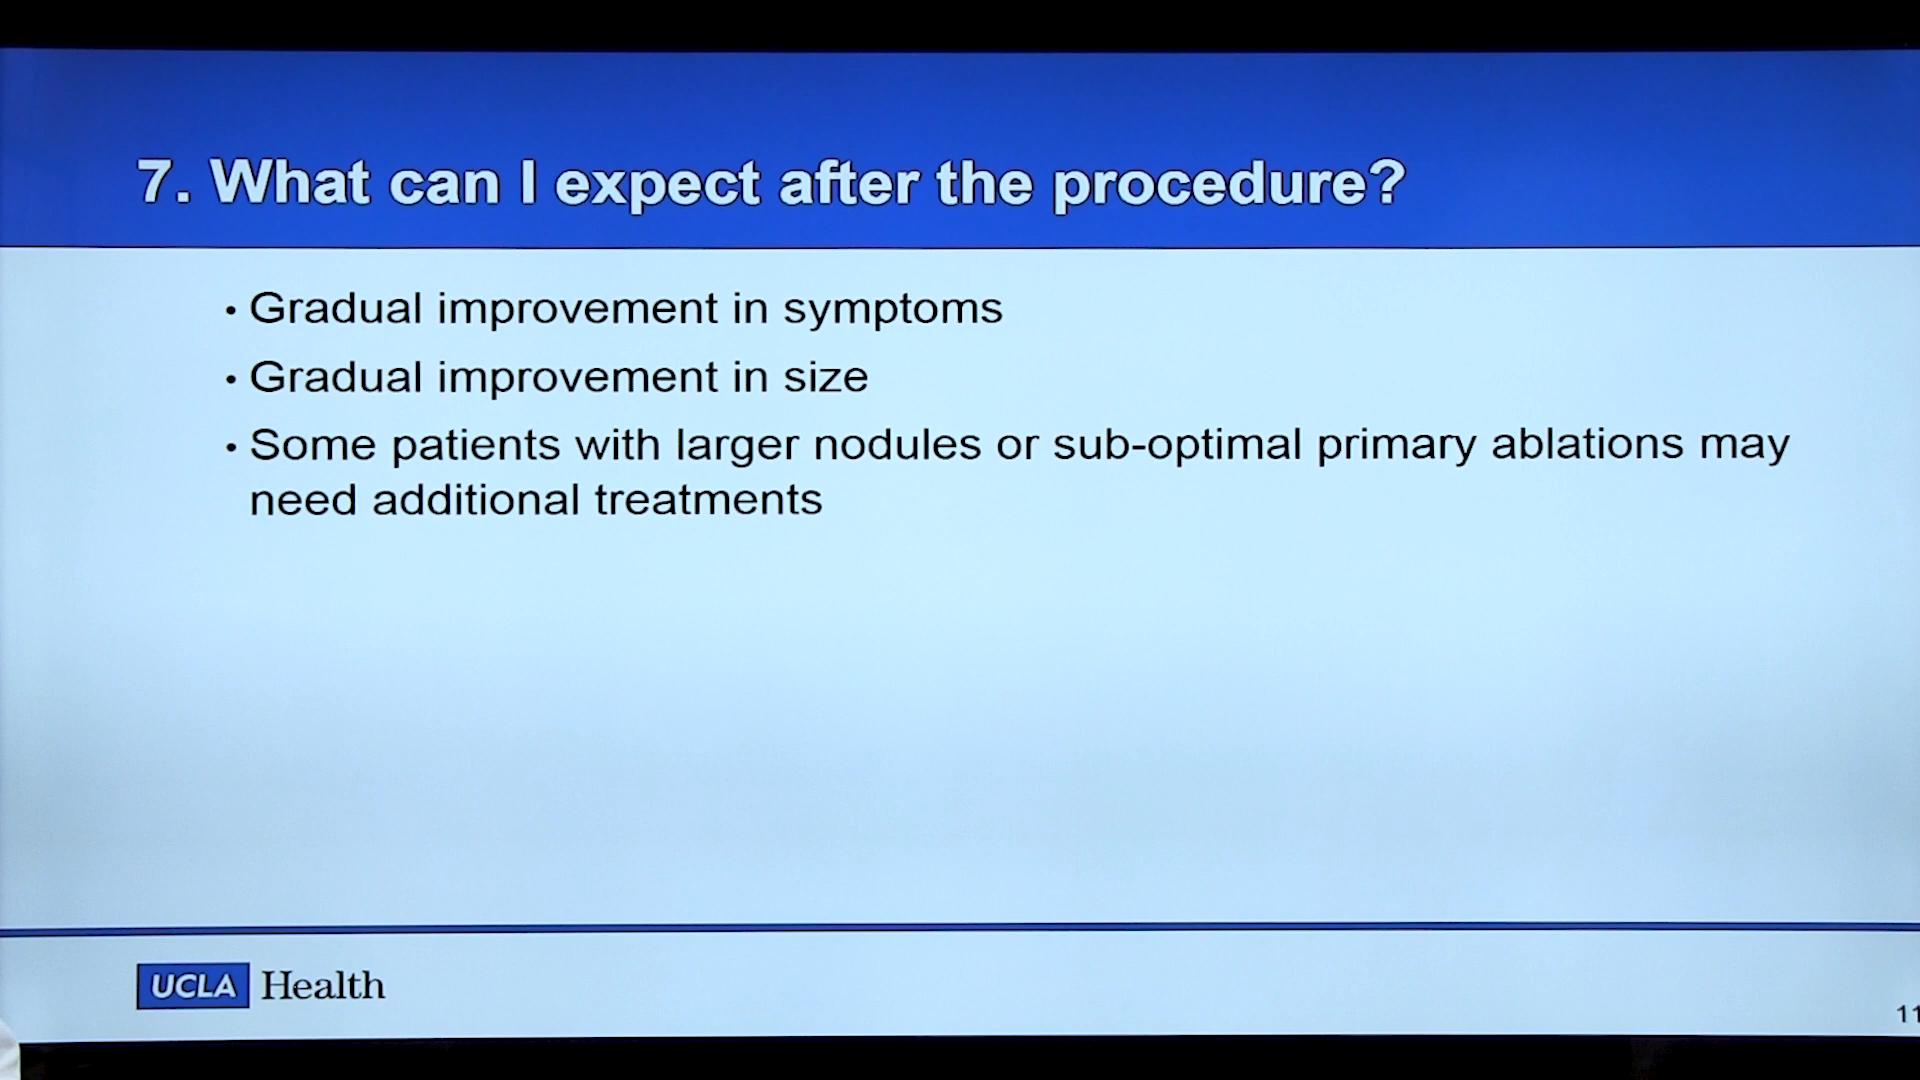 7. What can I expect after the procedure?
• Gradual improvement in symptoms
• Gradual improvement in size
• Some patients with larger nodules or sub-optimal primary ablations may
need additional treatments
UCLA Health
11